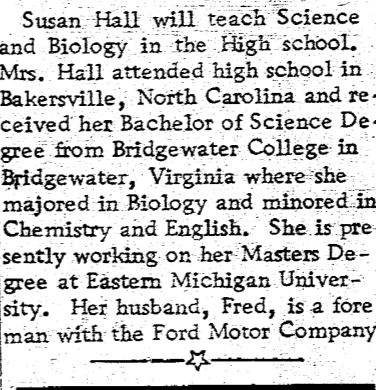 Susan Hall will teach Science
and Biology in the High school.
Mrs. Hall attended high school in
Bakersville, North Carolina and re-
ceived her Bachelor of Science De-
gree from Bridgewater College in
Bridgewater, Virginia where she
majored in Biology and minored in
Chemistry and English. She is pre
sently working on her Masters De-
gree at Eastern Michigan Univer-
sity. Her husband, Fred, is a fore
man with the Ford Motor Company